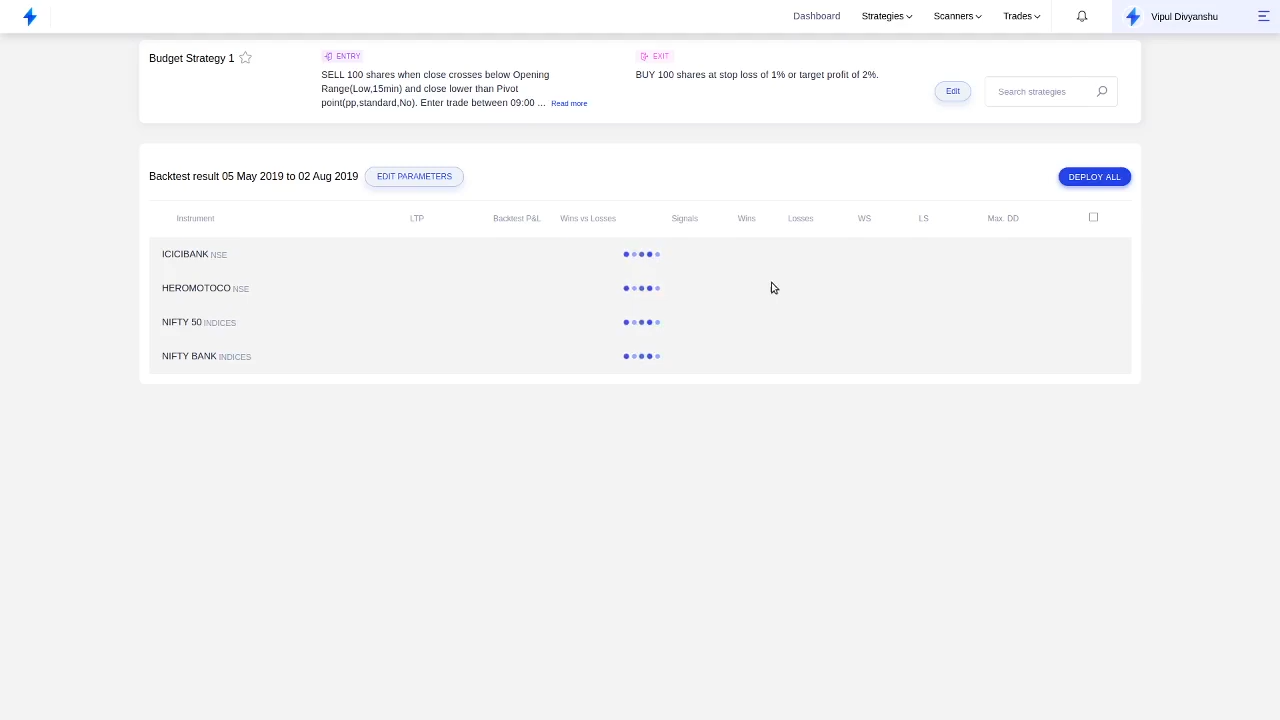 Dashboard Strategies Scanners Trades Vipul Divyanshu
Budget Strategy 1
ENTRY
SELL 100 shares when close crosses below Opening
Range(Low,15min) and close lower than Pivot
point(pp,standard,No). Enter trade between 09:00 ... Read more
EXIT
BUY 100 shares at stop loss of 1% or target profit of 2%.
Edit
Search strategies
Backtest result 05 May 2019 to 02 Aug 2019 EDIT PARAMETERS DEPLOY ALL
Instrument LTP Backtest P&L Wins vs Losses Signals Wins Losses WS LS Max. DD
ICICIBANK NSE
HEROMOTOCO NSE
NIFTY 50 INDICES
NIFTY BANK INDICES